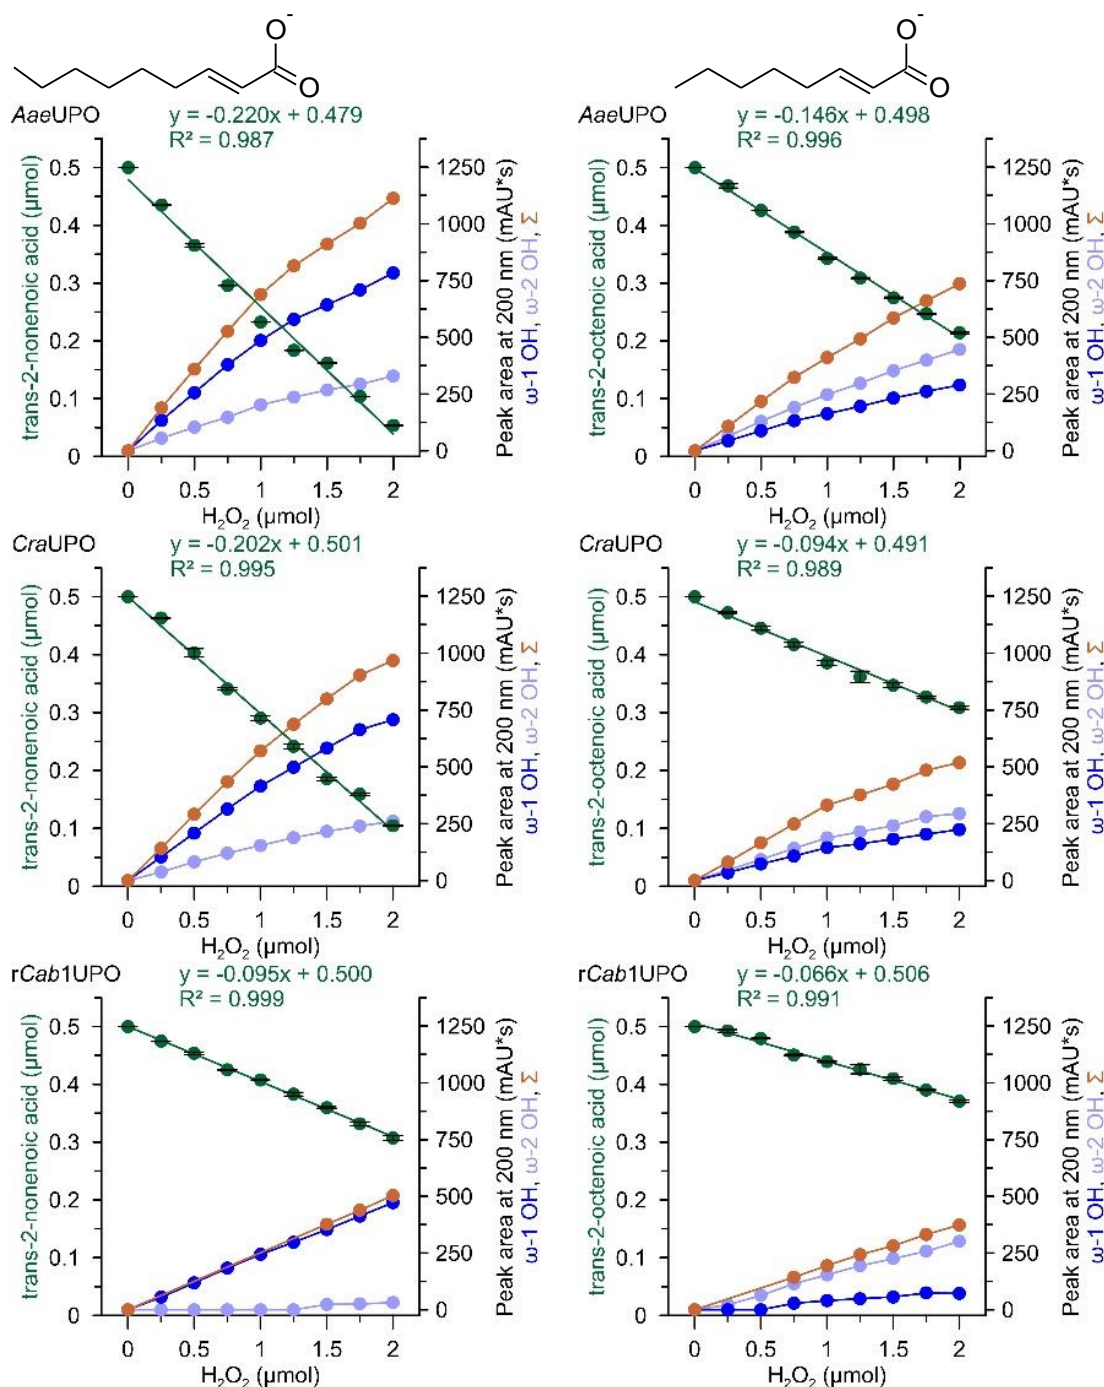 O-
O
O-
O
AaeUPO
y = -0.220x + 0.479
R² = 0.987
trans-2-nonenoic acid (µmol)
0.5
0.4
0.3
0.2
0.1
0
1250
1000
750
500
250
0
Peak area at 200 nm (mAU*s)
ω-1 OH, ω-2 OH, Σ
0 0.5 1 1.5 2
H₂O₂ (µmol)
AaeUPO
y = -0.146x + 0.498
R² = 0.996
trans-2-octenoic acid (µmol)
0.5
0.4
0.3
0.2
0.1
0
1250
1000
750
500
250
0
Peak area at 200 nm (mAU*s)
ω-1 OH, ω-2 OH, Σ
0 0.5 1 1.5 2
H₂O₂ (µmol)
CraUPO
y = -0.202x + 0.501
R² = 0.995
trans-2-nonenoic acid (µmol)
0.5
0.4
0.3
0.2
0.1
0
1250
1000
750
500
250
0
Peak area at 200 nm (mAU*s)
ω-1 OH, ω-2 OH, Σ
0 0.5 1 1.5 2
H₂O₂ (µmol)
CraUPO
y = -0.094x + 0.491
R² = 0.989
trans-2-octenoic acid (µmol)
0.5
0.4
0.3
0.2
0.1
0
1250
1000
750
500
250
0
Peak area at 200 nm (mAU*s)
ω-1 OH, ω-2 OH, Σ
0 0.5 1 1.5 2
H₂O₂ (µmol)
rCab1UPO
y = -0.095x + 0.500
R² = 0.999
trans-2-nonenoic acid (µmol)
0.5
0.4
0.3
0.2
0.1
0
1250
1000
750
500
250
0
Peak area at 200 nm (mAU*s)
ω-1 OH, ω-2 OH, Σ
0 0.5 1 1.5 2
H₂O₂ (µmol)
rCab1UPO
y = -0.066x + 0.506
R² = 0.991
trans-2-octenoic acid (µmol)
0.5
0.4
0.3
0.2
0.1
0
1250
1000
750
500
250
0
Peak area at 200 nm (mAU*s)
ω-1 OH, ω-2 OH, Σ
0 0.5 1 1.5 2
H₂O₂ (µmol)